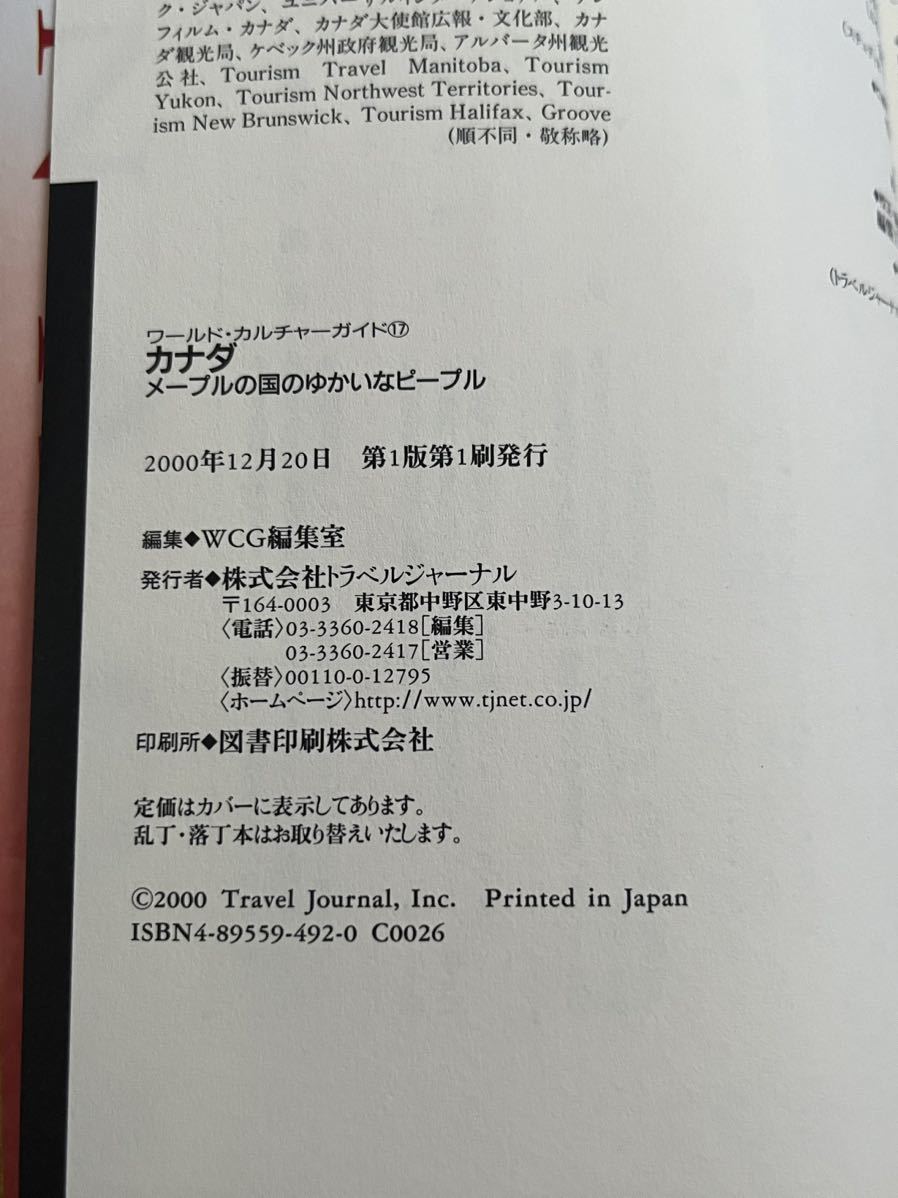 フィルム・カナダ、カナダ大使館広報・文化部、カナ
ダ観光局、ケベック州政府観光局、アルバータ州観光
公社、Tourism Travel Manitoba、Tourism
Yukon、Tourism Northwest Territories、Tour-
ism New Brunswick、Tourism Halifax、Groove
(順不同・敬称略)
ワールド・カルチャーガイド⑰
カナダ
メープルの国のゆかいなピープル
2000年12月20日　第1版第1刷発行
編集◆WCG編集室
発行者◆株式会社トラベルジャーナル
〒164-0003　東京都中野区東中野3-10-13
〈電話〉03-3360-2418[編集]
03-3360-2417[営業]
〈振替〉00110-0-12795
〈ホームページ〉http://www.tjnet.co.jp/
印刷所◆図書印刷株式会社
定価はカバーに表示してあります。
乱丁・落丁本はお取り替えいたします。
©2000 Travel Journal, Inc.　Printed in Japan
ISBN4-89559-492-0 C0026